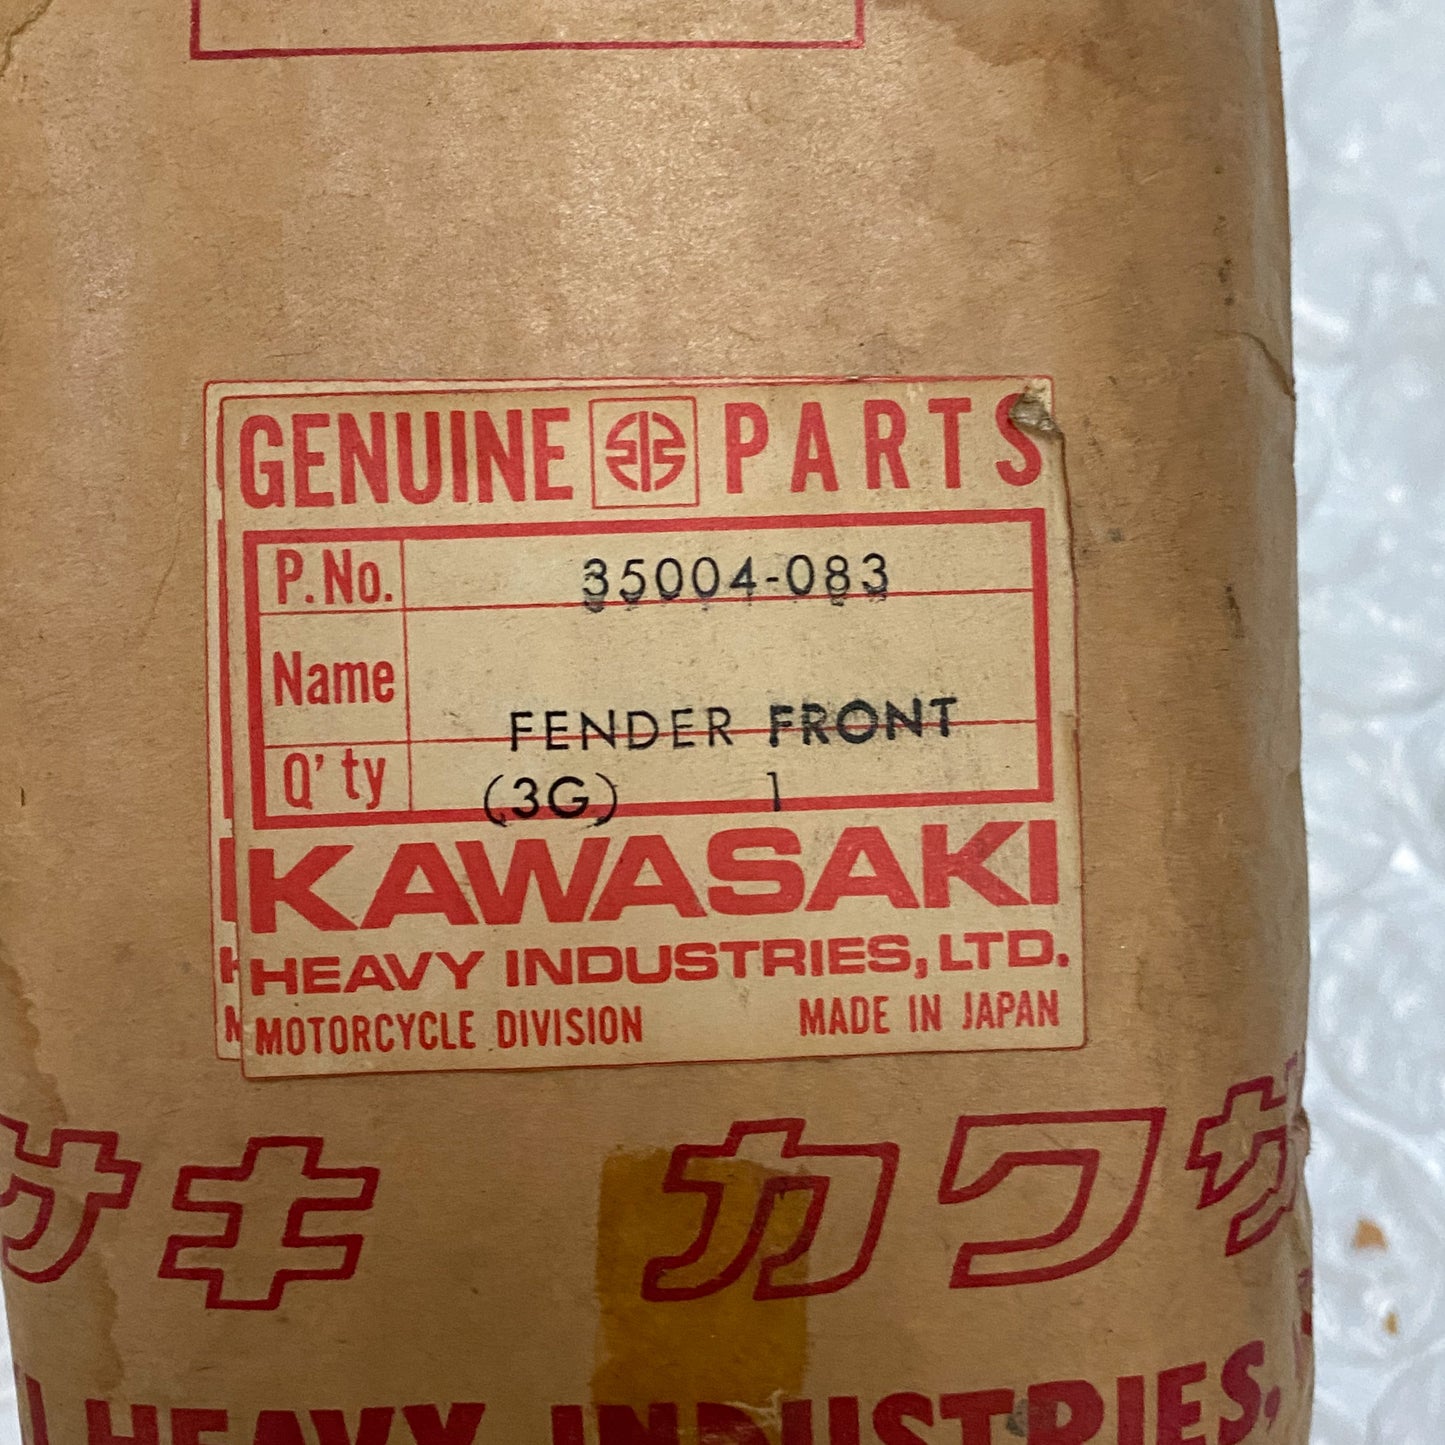 GENUINE PARTS
P.No. 35004-083
Name FENDER FRONT
Q'ty (3G) 1
KAWASAKI
HEAVY INDUSTRIES, LTD.
MOTORCYCLE DIVISION MADE IN JAPAN
サキ カワサ
HEAVY INDUSTRIES,